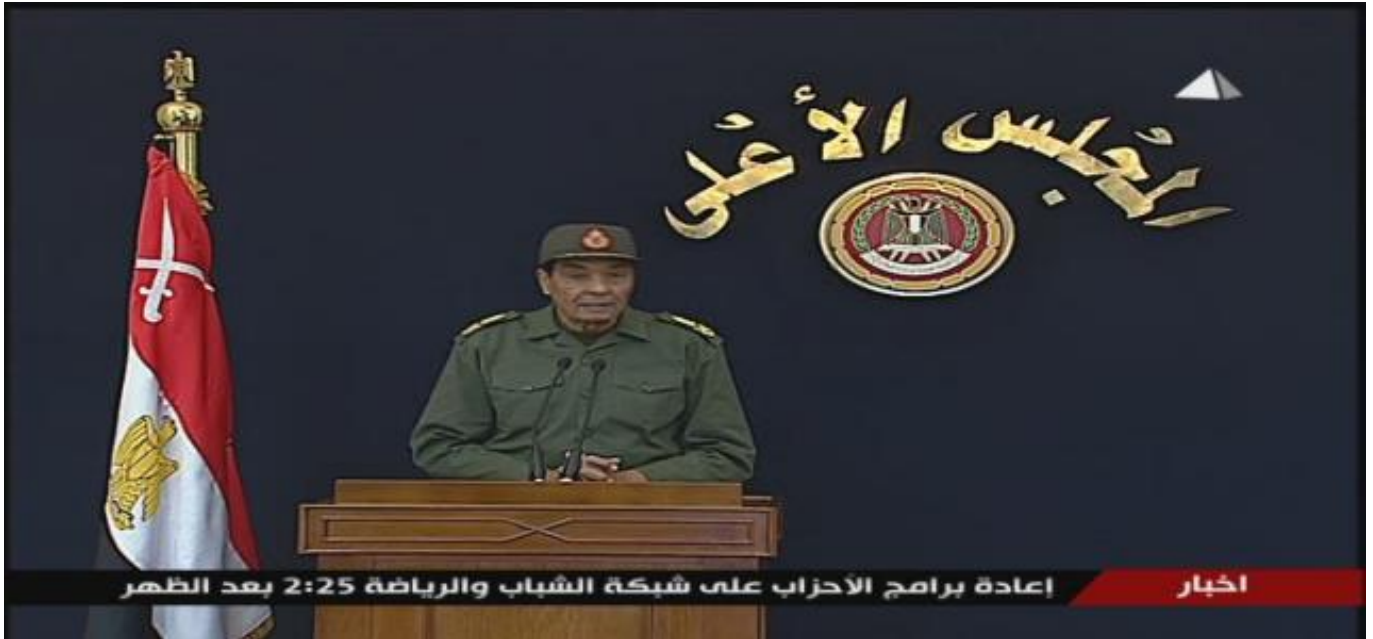 المجلس الأعلى
اخبار
إعادة برامج الأحزاب على شبكة الشباب والرياضة 2:25 بعد الظهر